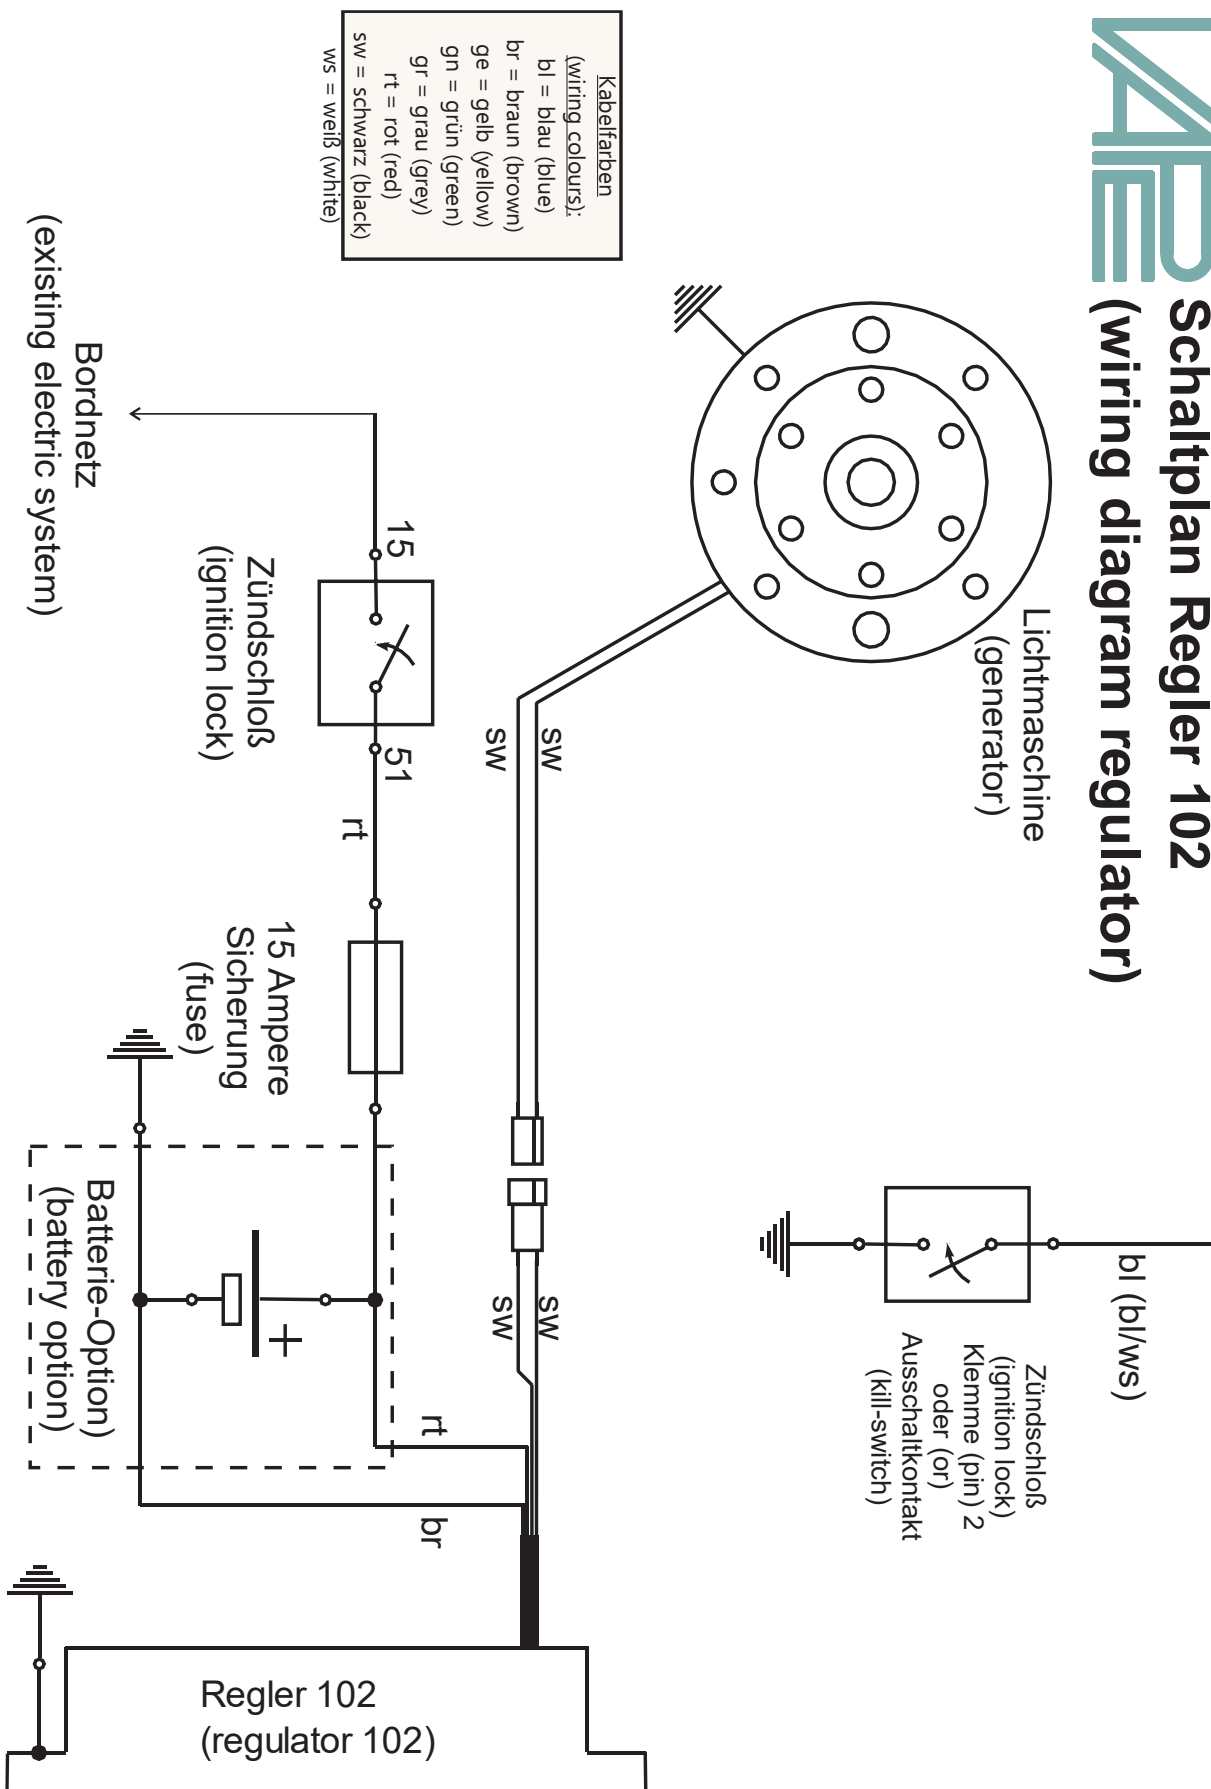 VAPE
Schaltplan Regler 102
(wiring diagram regulator)
Kabelfarben
(wiring colours):
bl = blau (blue)
br = braun (brown)
ge = gelb (yellow)
gn = grün (green)
gr = grau (grey)
rt = rot (red)
sw = schwarz (black)
ws = weiß (white)
Lichtmaschine
(generator)
sw
sw
sw
sw
bl (bl/ws)
Zündschloß
(ignition lock)
Klemme (pin) 2
oder (or)
Ausschaltkontakt
(kill-switch)
Bordnetz
(existing electric system)
15
51
Zündschloß
(ignition lock)
rt
15 Ampere
Sicherung
(fuse)
+
Batterie-Option)
(battery option)
rt
br
Regler 102
(regulator 102)